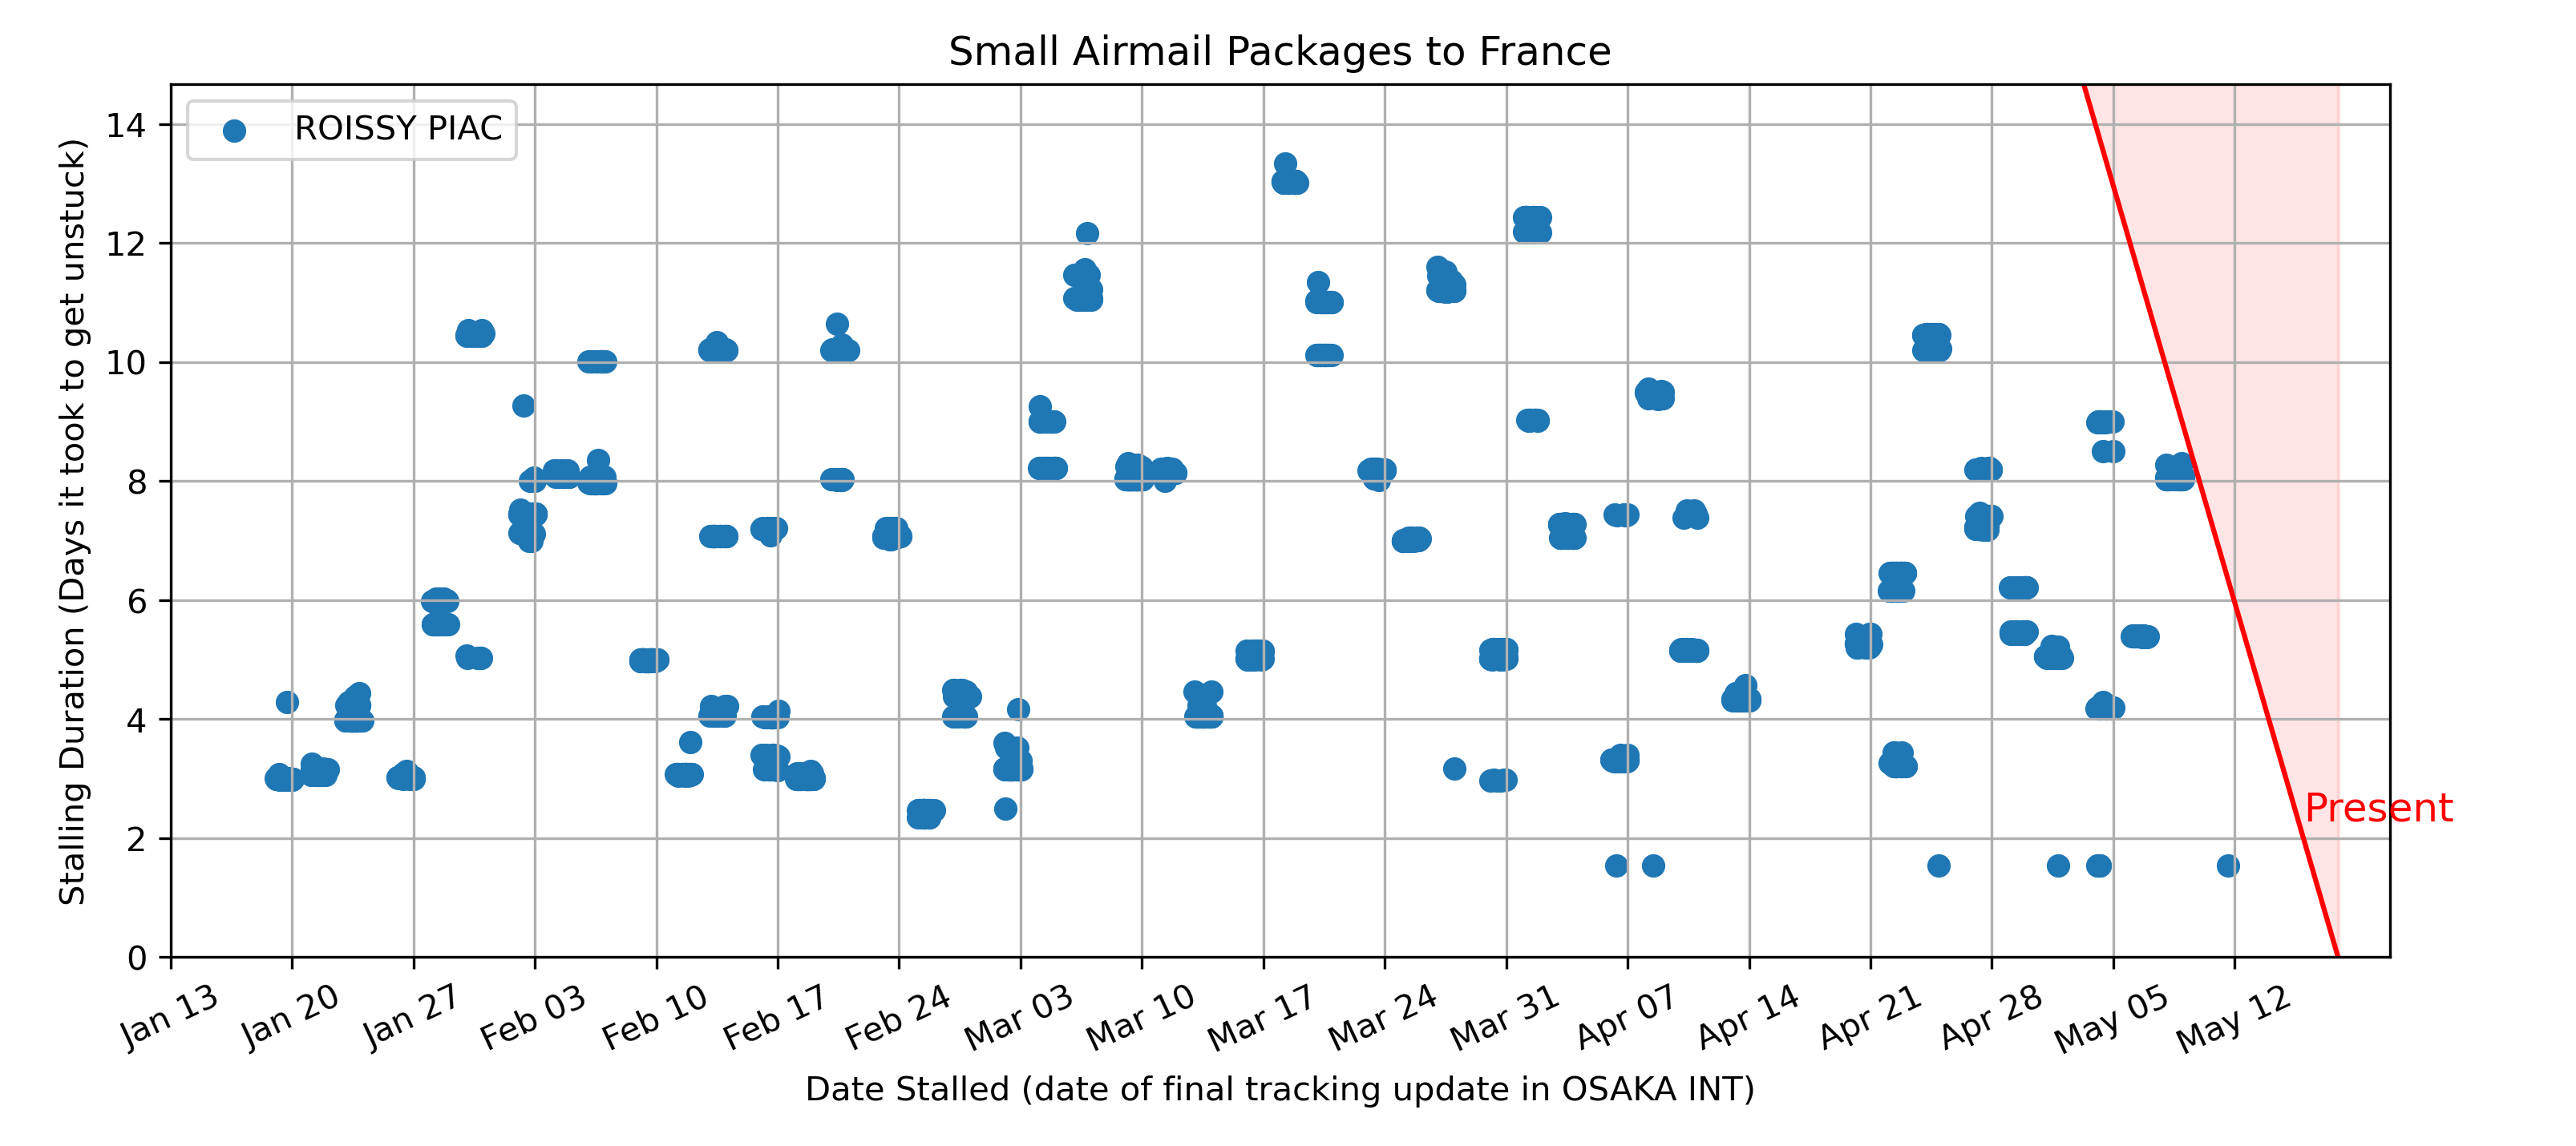 Small Airmail Packages to France
ROISSY PIAC
Stalling Duration (Days it took to get unstuck)
14
12
10
8
6
4
2
0
Present
Jan 13
Jan 20
Jan 27
Feb 03
Feb 10
Feb 17
Feb 24
Mar 03
Mar 10
Mar 17
Mar 24
Mar 31
Apr 07
Apr 14
Apr 21
Apr 28
May 05
May 12
Date Stalled (date of final tracking update in OSAKA INT)